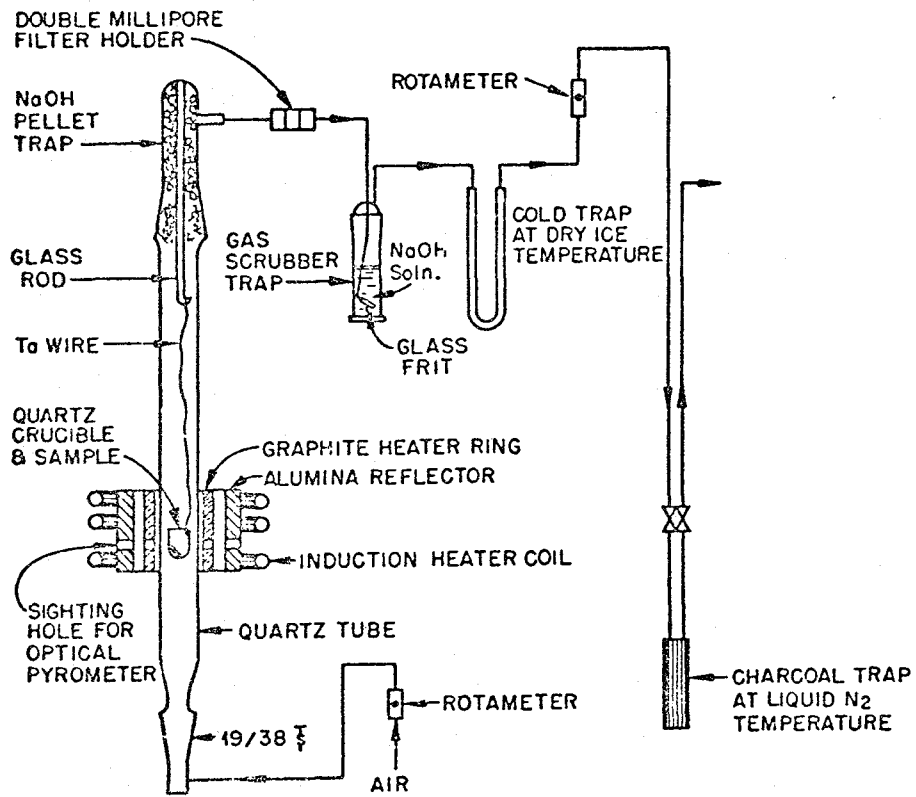 DOUBLE MILLIPORE
FILTER HOLDER
NaOH
PELLET
TRAP
ROTAMETER
GLASS
ROD
GAS
SCRUBBER
TRAP
NaOH
Soln.
COLD TRAP
AT DRY ICE
TEMPERATURE
Ta WIRE
GLASS
FRIT
QUARTZ
CRUCIBLE
& SAMPLE
GRAPHITE HEATER RING
ALUMINA REFLECTOR
INDUCTION HEATER COIL
SIGHTING
HOLE FOR
OPTICAL
PYROMETER
QUARTZ TUBE
ROTAMETER
CHARCOAL TRAP
AT LIQUID N2
TEMPERATURE
19/38
AIR